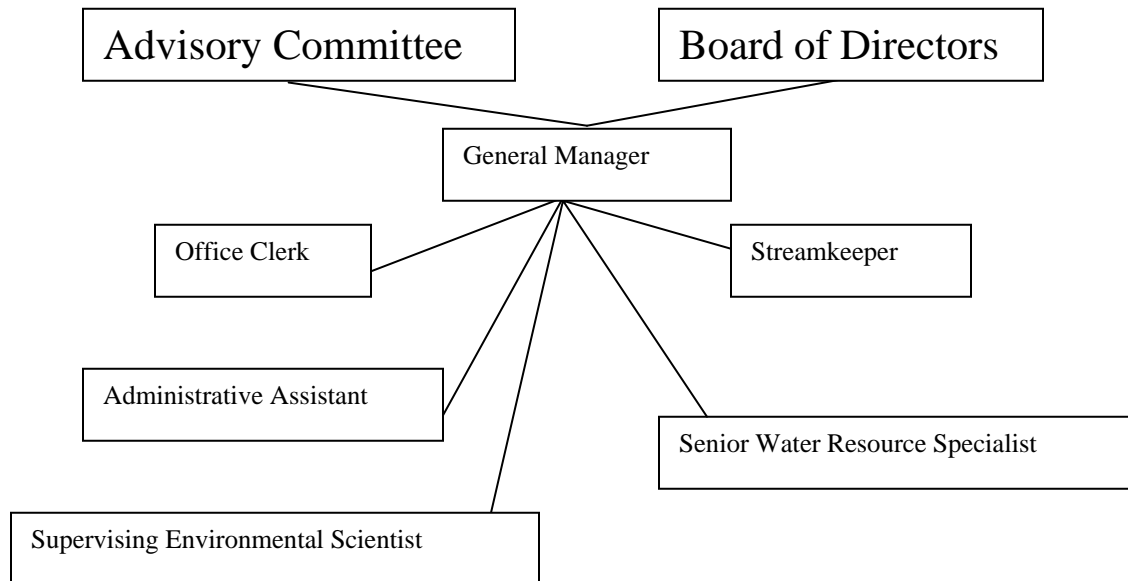 Advisory Committee
Board of Directors
General Manager
Office Clerk
Streamkeeper
Administrative Assistant
Senior Water Resource Specialist
Supervising Environmental Scientist